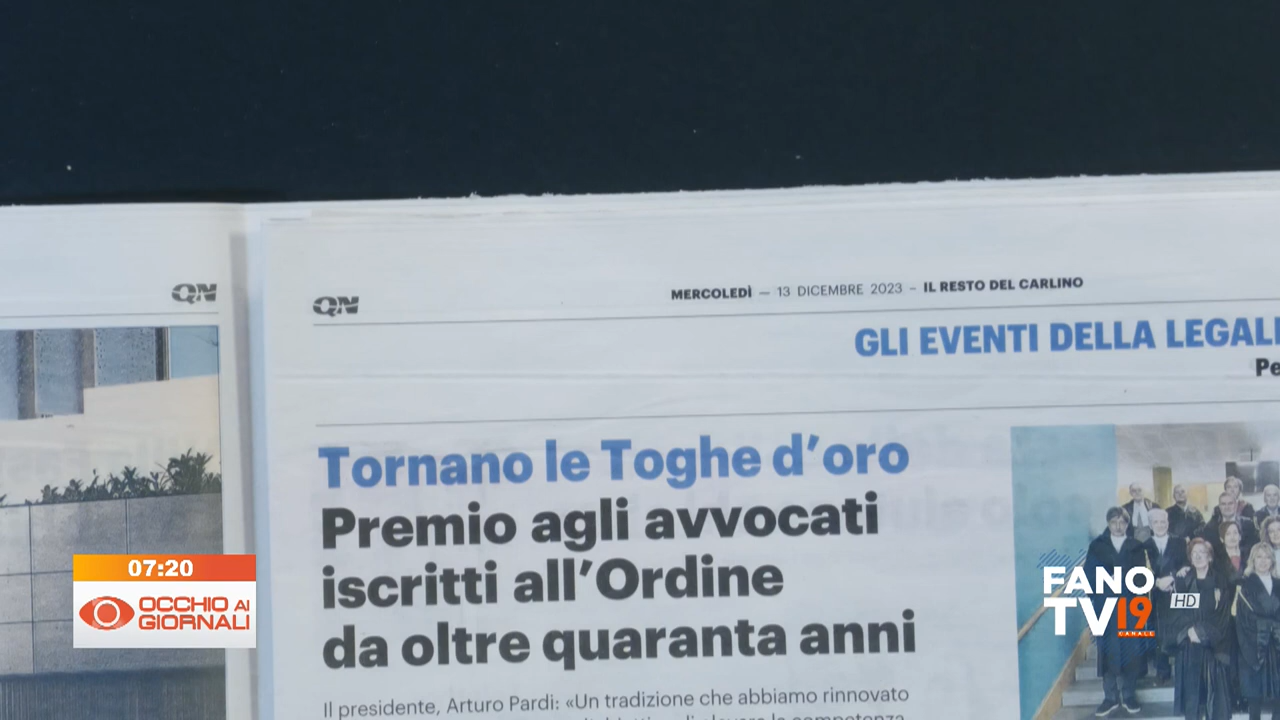 QN
QN
MERCOLEDÌ — 13 DICEMBRE 2023 – IL RESTO DEL CARLINO
GLI EVENTI DELLA
Tornano le Toghe d'oro
Premio agli avvocati
iscritti all'Ordine
da oltre quaranta anni
Il presidente, Arturo Pardi: «Un tradizione che abbiamo rinnovato
07:20
OCCHIO AI
GIORNALI
FANO
TV19
HD
CANALE